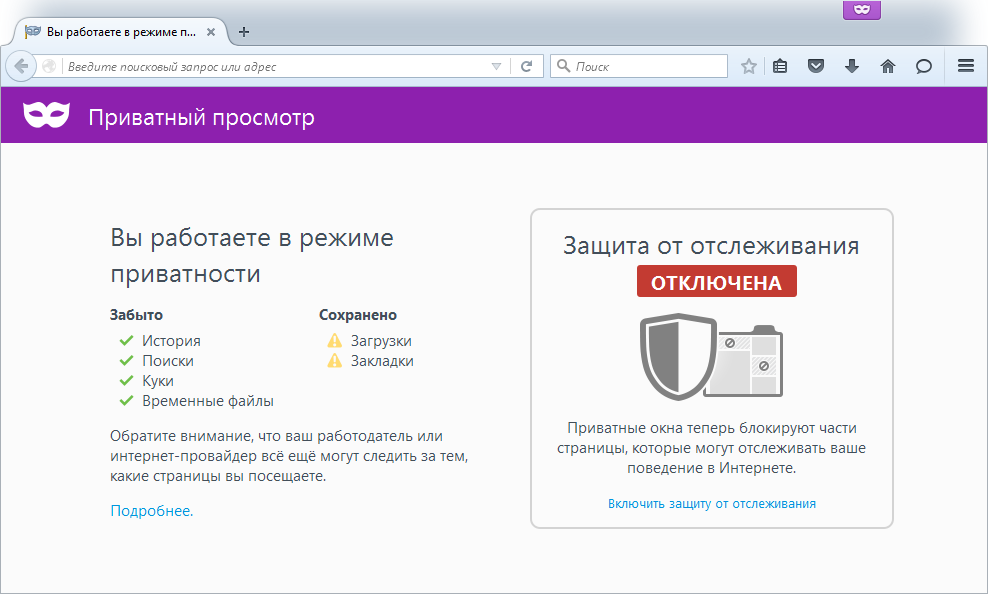 Вы работаете в режиме п...
Введите поисковый запрос или адрес
Поиск
Приватный просмотр
Вы работаете в режиме
приватности
Забыто
История
Поиски
Куки
Временные файлы
Сохранено
Загрузки
Закладки
Обратите внимание, что ваш работодатель или
интернет-провайдер всё ещё могут следить за тем,
какие страницы вы посещаете.
Подробнее.
Защита от отслеживания
ОТКЛЮЧЕНА
Приватные окна теперь блокируют части
страницы, которые могут отслеживать ваше
поведение в Интернете.
Включить защиту от отслеживания